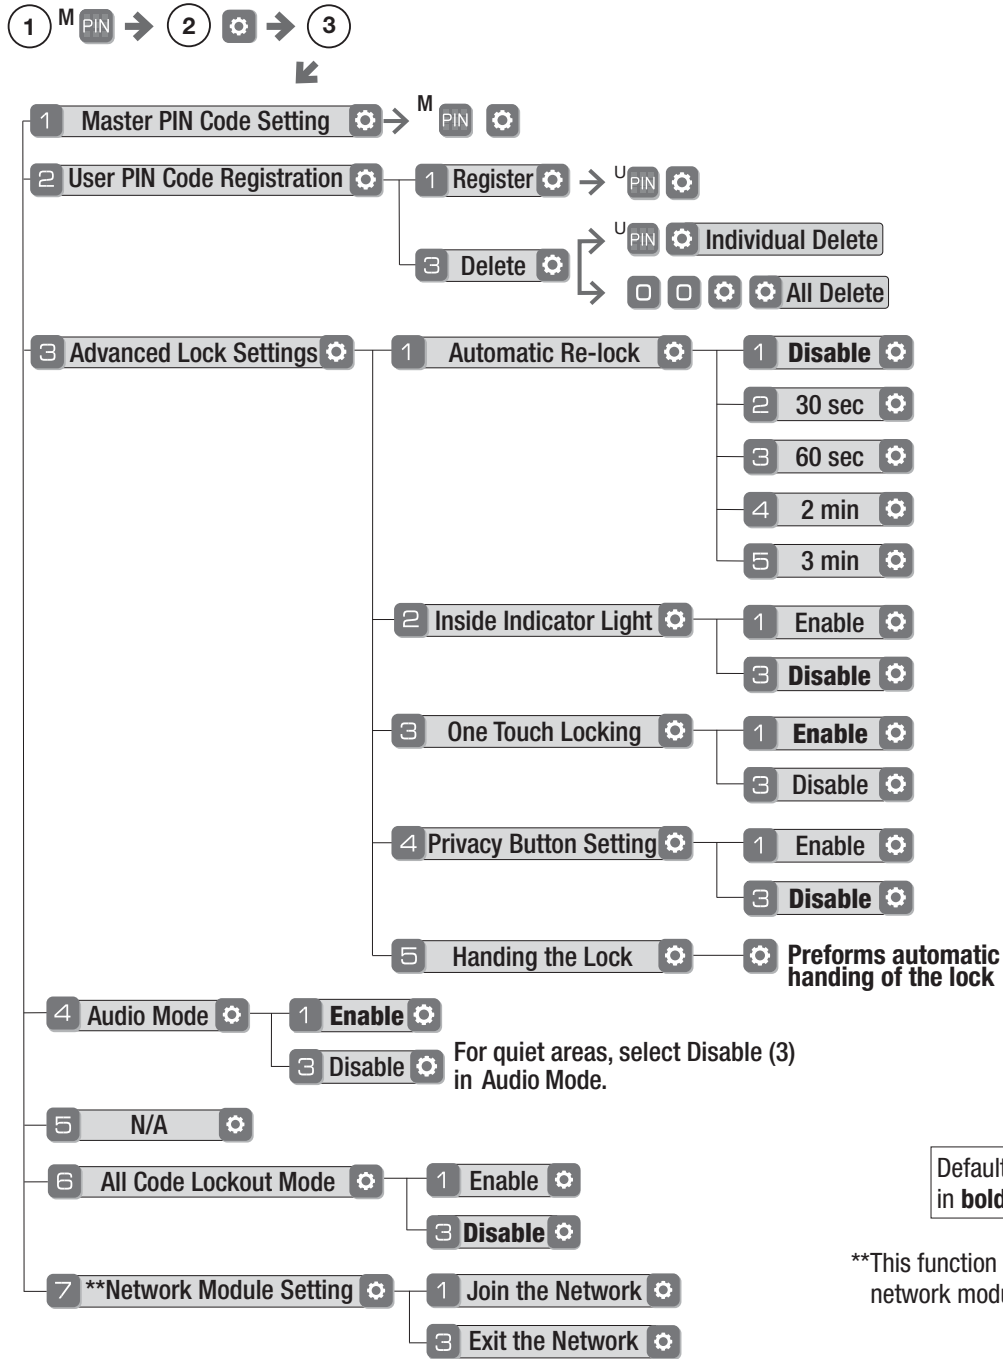 1 M PIN 2 3
1 Master PIN Code Setting M PIN
2 User PIN Code Registration 1 Register U PIN
U PIN Individual Delete
3 Delete
0 0 All Delete
3 Advanced Lock Settings 1 Automatic Re-lock 1 Disable
2 30 sec
3 60 sec
4 2 min
5 3 min
2 Inside Indicator Light 1 Enable
3 Disable
3 One Touch Locking 1 Enable
3 Disable
4 Privacy Button Setting 1 Enable
3 Disable
5 Handing the Lock Preforms automatic
handing of the lock
4 Audio Mode 1 Enable
3 Disable For quiet areas, select Disable (3)
in Audio Mode.
5 N/A
6 All Code Lockout Mode 1 Enable
3 Disable
Default
in bold
7 **Network Module Setting 1 Join the Network
3 Exit the Network
**This function
network